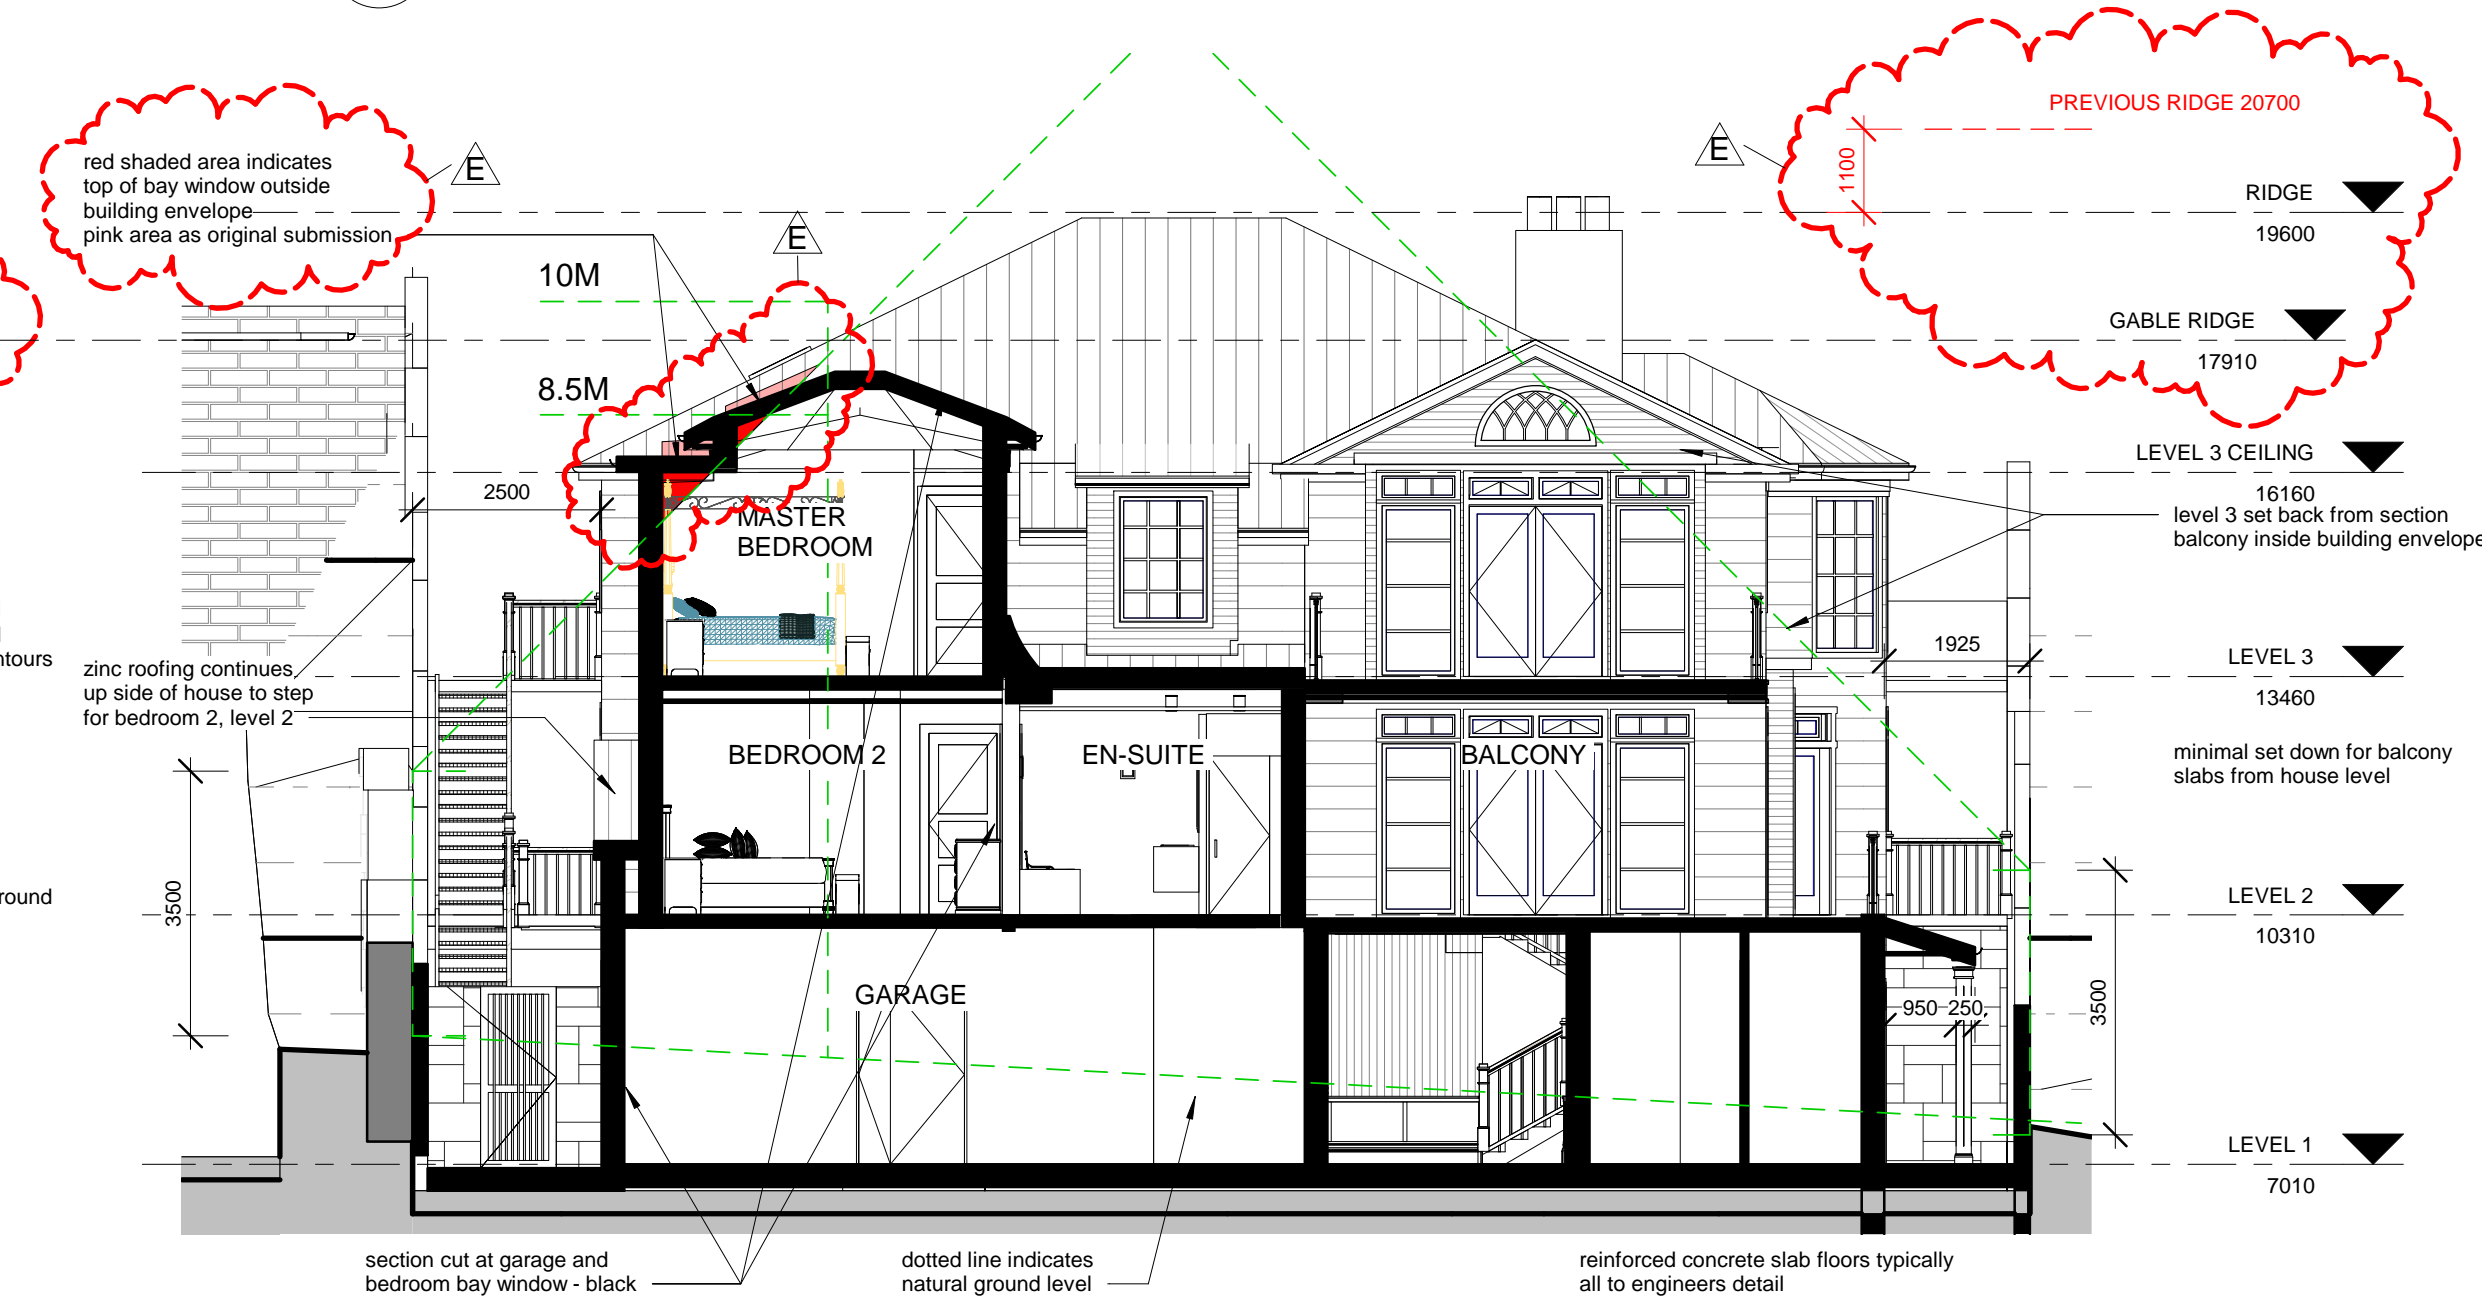 PREVIOUS RIDGE 20700
1100
E
E
E
red shaded area indicates
top of bay window outside
building envelope
pink area as original submission
RIDGE
19600
10M
GABLE RIDGE
17910
8.5M
LEVEL 3 CEILING
16160
2500
MASTER
BEDROOM
level 3 set back from section
balcony inside building envelope
1925
LEVEL 3
13460
ntours
zinc roofing continues
up side of house to step
for bedroom 2, level 2
BEDROOM 2
EN-SUITE
BALCONY
minimal set down for balcony
slabs from house level
3500
round
LEVEL 2
10310
GARAGE
950
250
3500
LEVEL 1
7010
section cut at garage and
bedroom bay window - black
dotted line indicates
natural ground level
reinforced concrete slab floors typically
all to engineers detail